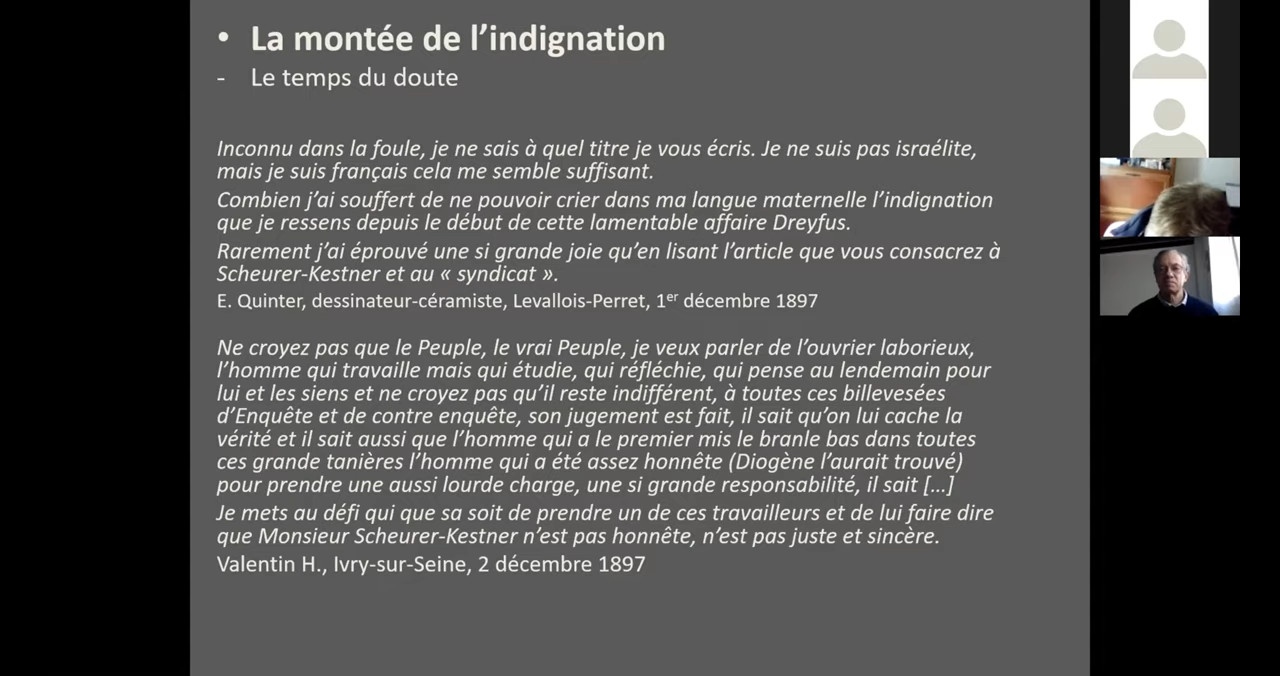 • La montée de l’indignation
- Le temps du doute
Inconnu dans la foule, je ne sais à quel titre je vous écris. Je ne suis pas israélite,
mais je suis français cela me semble suffisant.
Combien j’ai souffert de ne pouvoir crier dans ma langue maternelle l’indignation
que je ressens depuis le début de cette lamentable affaire Dreyfus.
Rarement j’ai éprouvé une si grande joie qu’en lisant l’article que vous consacrez à
Scheurer-Kestner et au « syndicat ».
E. Quinter, dessinateur-céramiste, Levallois-Perret, 1er décembre 1897
Ne croyez pas que le Peuple, le vrai Peuple, je veux parler de l’ouvrier laborieux,
l’homme qui travaille mais qui étudie, qui réfléchie, qui pense au lendemain pour
lui et les siens et ne croyez pas qu’il reste indifférent, à toutes ces billevesées
d’Enquête et de contre enquête, son jugement est fait, il sait qu’on lui cache la
vérité et il sait aussi que l’homme qui a le premier mis le branle bas dans toutes
ces grande tanières l’homme qui a été assez honnête (Diogène l’aurait trouvé)
pour prendre une aussi lourde charge, une si grande responsabilité, il sait […]
Je mets au défi qui que sa soit de prendre un de ces travailleurs et de lui faire dire
que Monsieur Scheurer-Kestner n’est pas honnête, n’est pas juste et sincère.
Valentin H., Ivry-sur-Seine, 2 décembre 1897